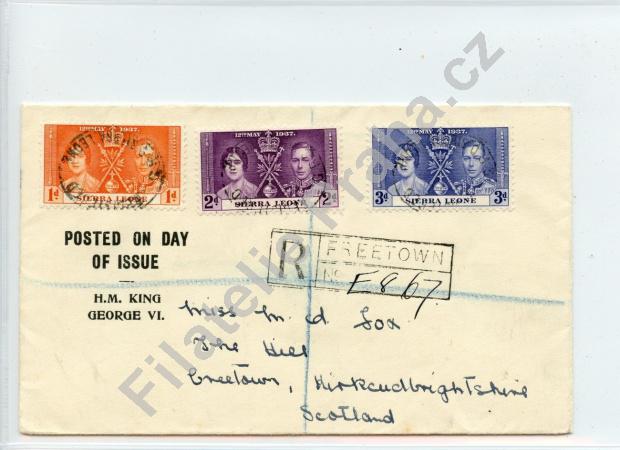 12TH MAY 1937.
1d 1d
SIERRA LEONE
12TH MAY 1937.
2d
SIERRA LEONE
12TH MAY 1937.
3d 3d
SIERRA LEONE
POSTED ON DAY
OF ISSUE
H.M. KING
GEORGE VI.
R FREETOWN
No E867.
Miss M. d Fox
The Hill
Creetown, Kirkcudbrightshire
Scotland
Filatelie Praha.cz